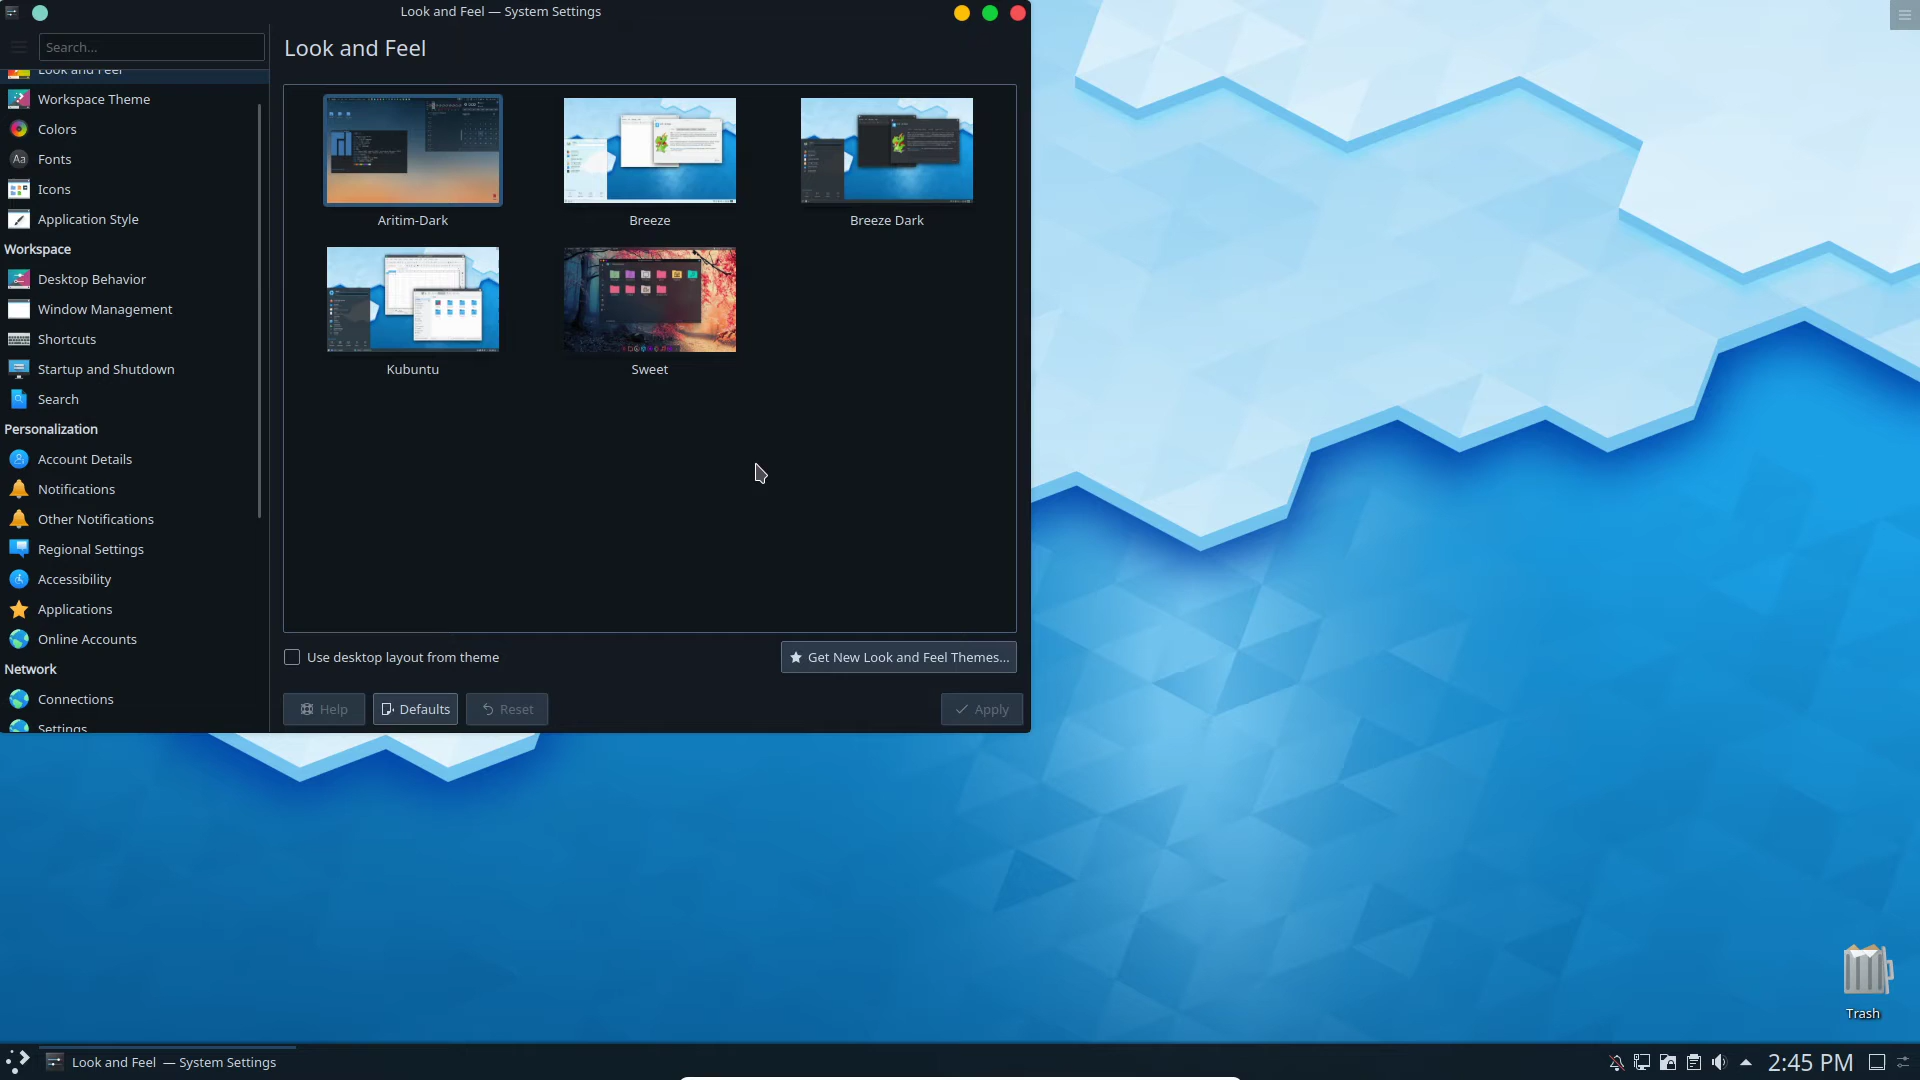 Look and Feel — System Settings
Search...
Look and Feel
Look and Feel
Workspace Theme
Colors
Fonts
Icons
Application Style
Workspace
Desktop Behavior
Window Management
Shortcuts
Startup and Shutdown
Search
Personalization
Account Details
Notifications
Other Notifications
Regional Settings
Accessibility
Applications
Online Accounts
Network
Connections
Settings
Aritim-Dark
Breeze
Breeze Dark
Kubuntu
Sweet
Use desktop layout from theme
Get New Look and Feel Themes...
Help
Defaults
Reset
Apply
Trash
Look and Feel — System Settings
2:45 PM